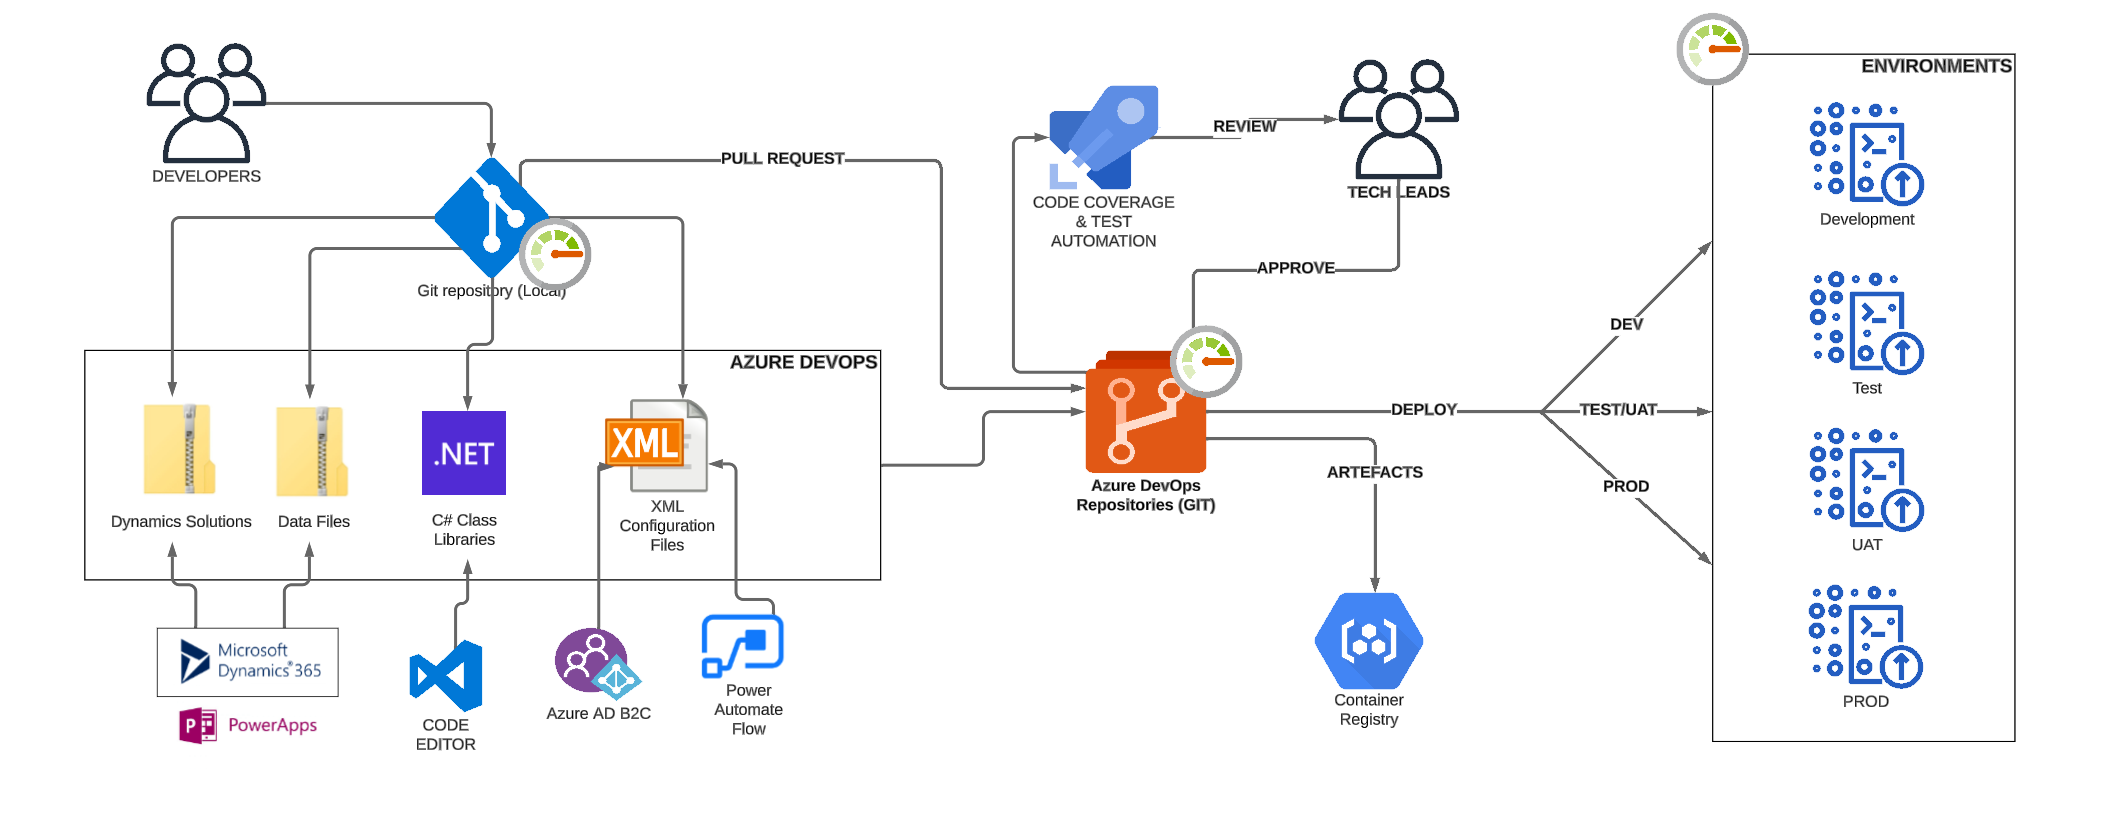 DEVELOPERS
PULL REQUEST
Git repository (Local)
AZURE DEVOPS
Dynamics Solutions
Data Files
.NET
C# Class
Libraries
XML
XML
Configuration
Files
Microsoft
Dynamics®365
P
PowerApps
CODE
EDITOR
Azure AD B2C
Power
Automate
Flow
CODE COVERAGE
& TEST
AUTOMATION
REVIEW
TECH LEADS
APPROVE
Azure DevOps
Repositories (GIT)
DEPLOY
ARTEFACTS
Container
Registry
DEV
TEST/UAT
PROD
ENVIRONMENTS
Development
Test
UAT
PROD